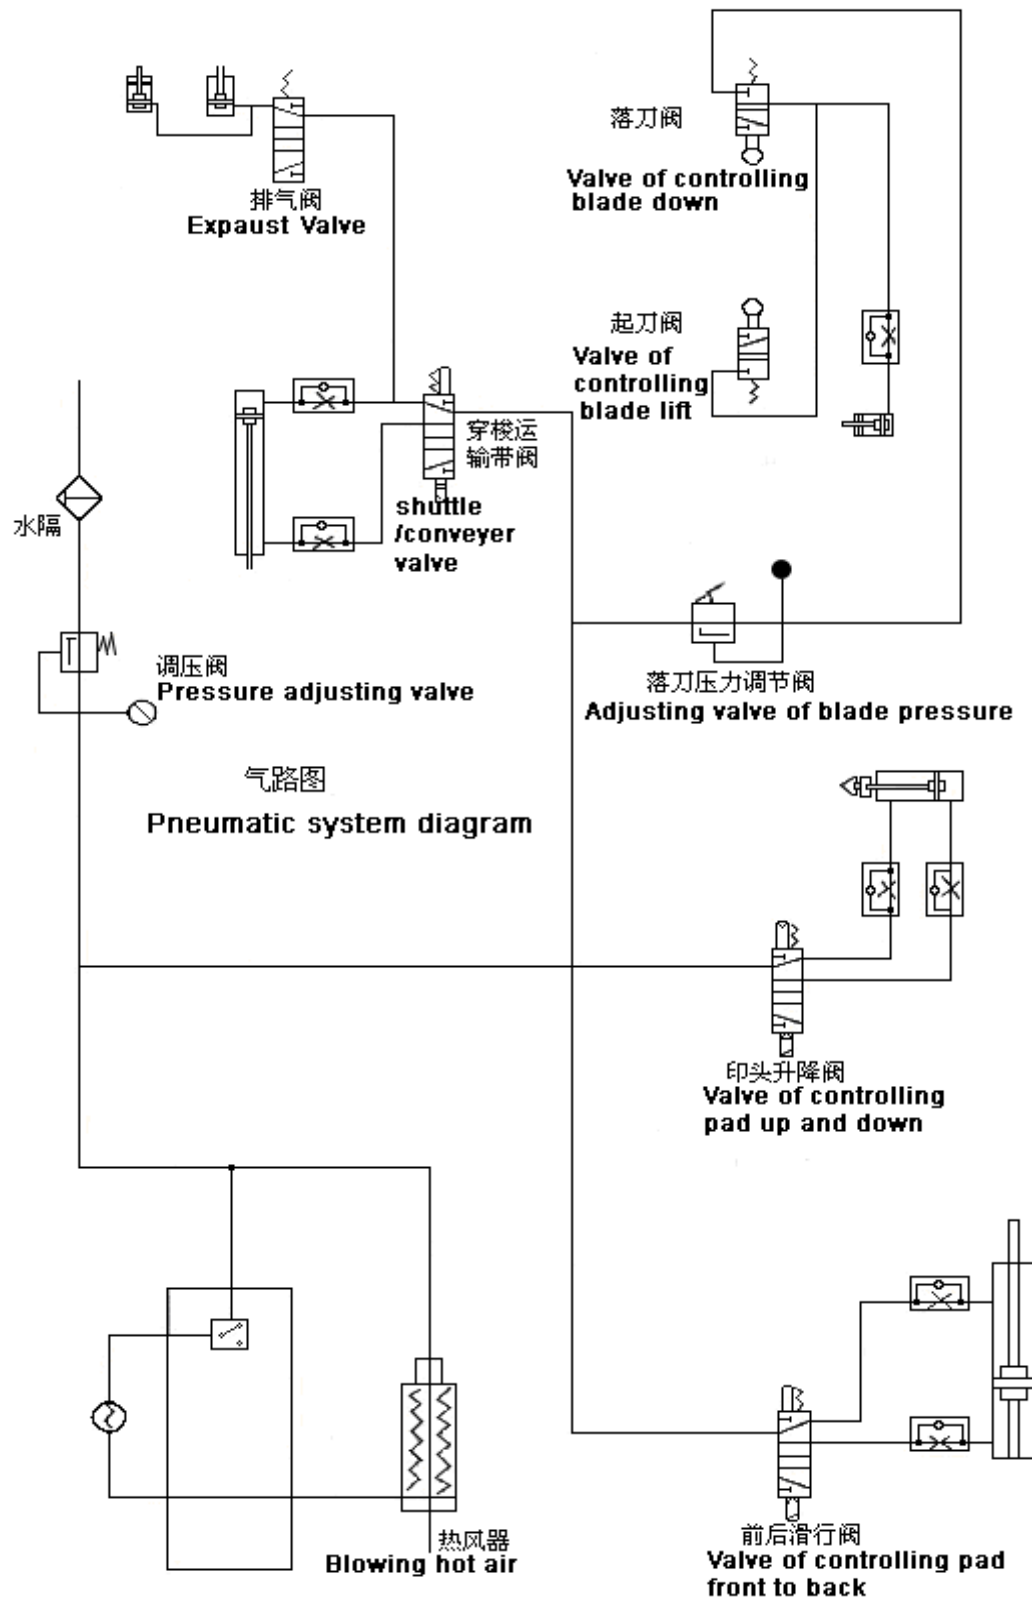 排气阀
Expaust Valve
落刀阀
Valve of controlling
blade down
起刀阀
Valve of
controlling
blade lift
穿梭运
输带阀
shuttle
/conveyer
valve
水隔
调压阀
Pressure adjusting valve
落刀压力调节阀
Adjusting valve of blade pressure
气路图
Pneumatic system diagram
印头升降阀
Valve of controlling
pad up and down
热风器
Blowing hot air
前后滑行阀
Valve of controlling pad
front to back